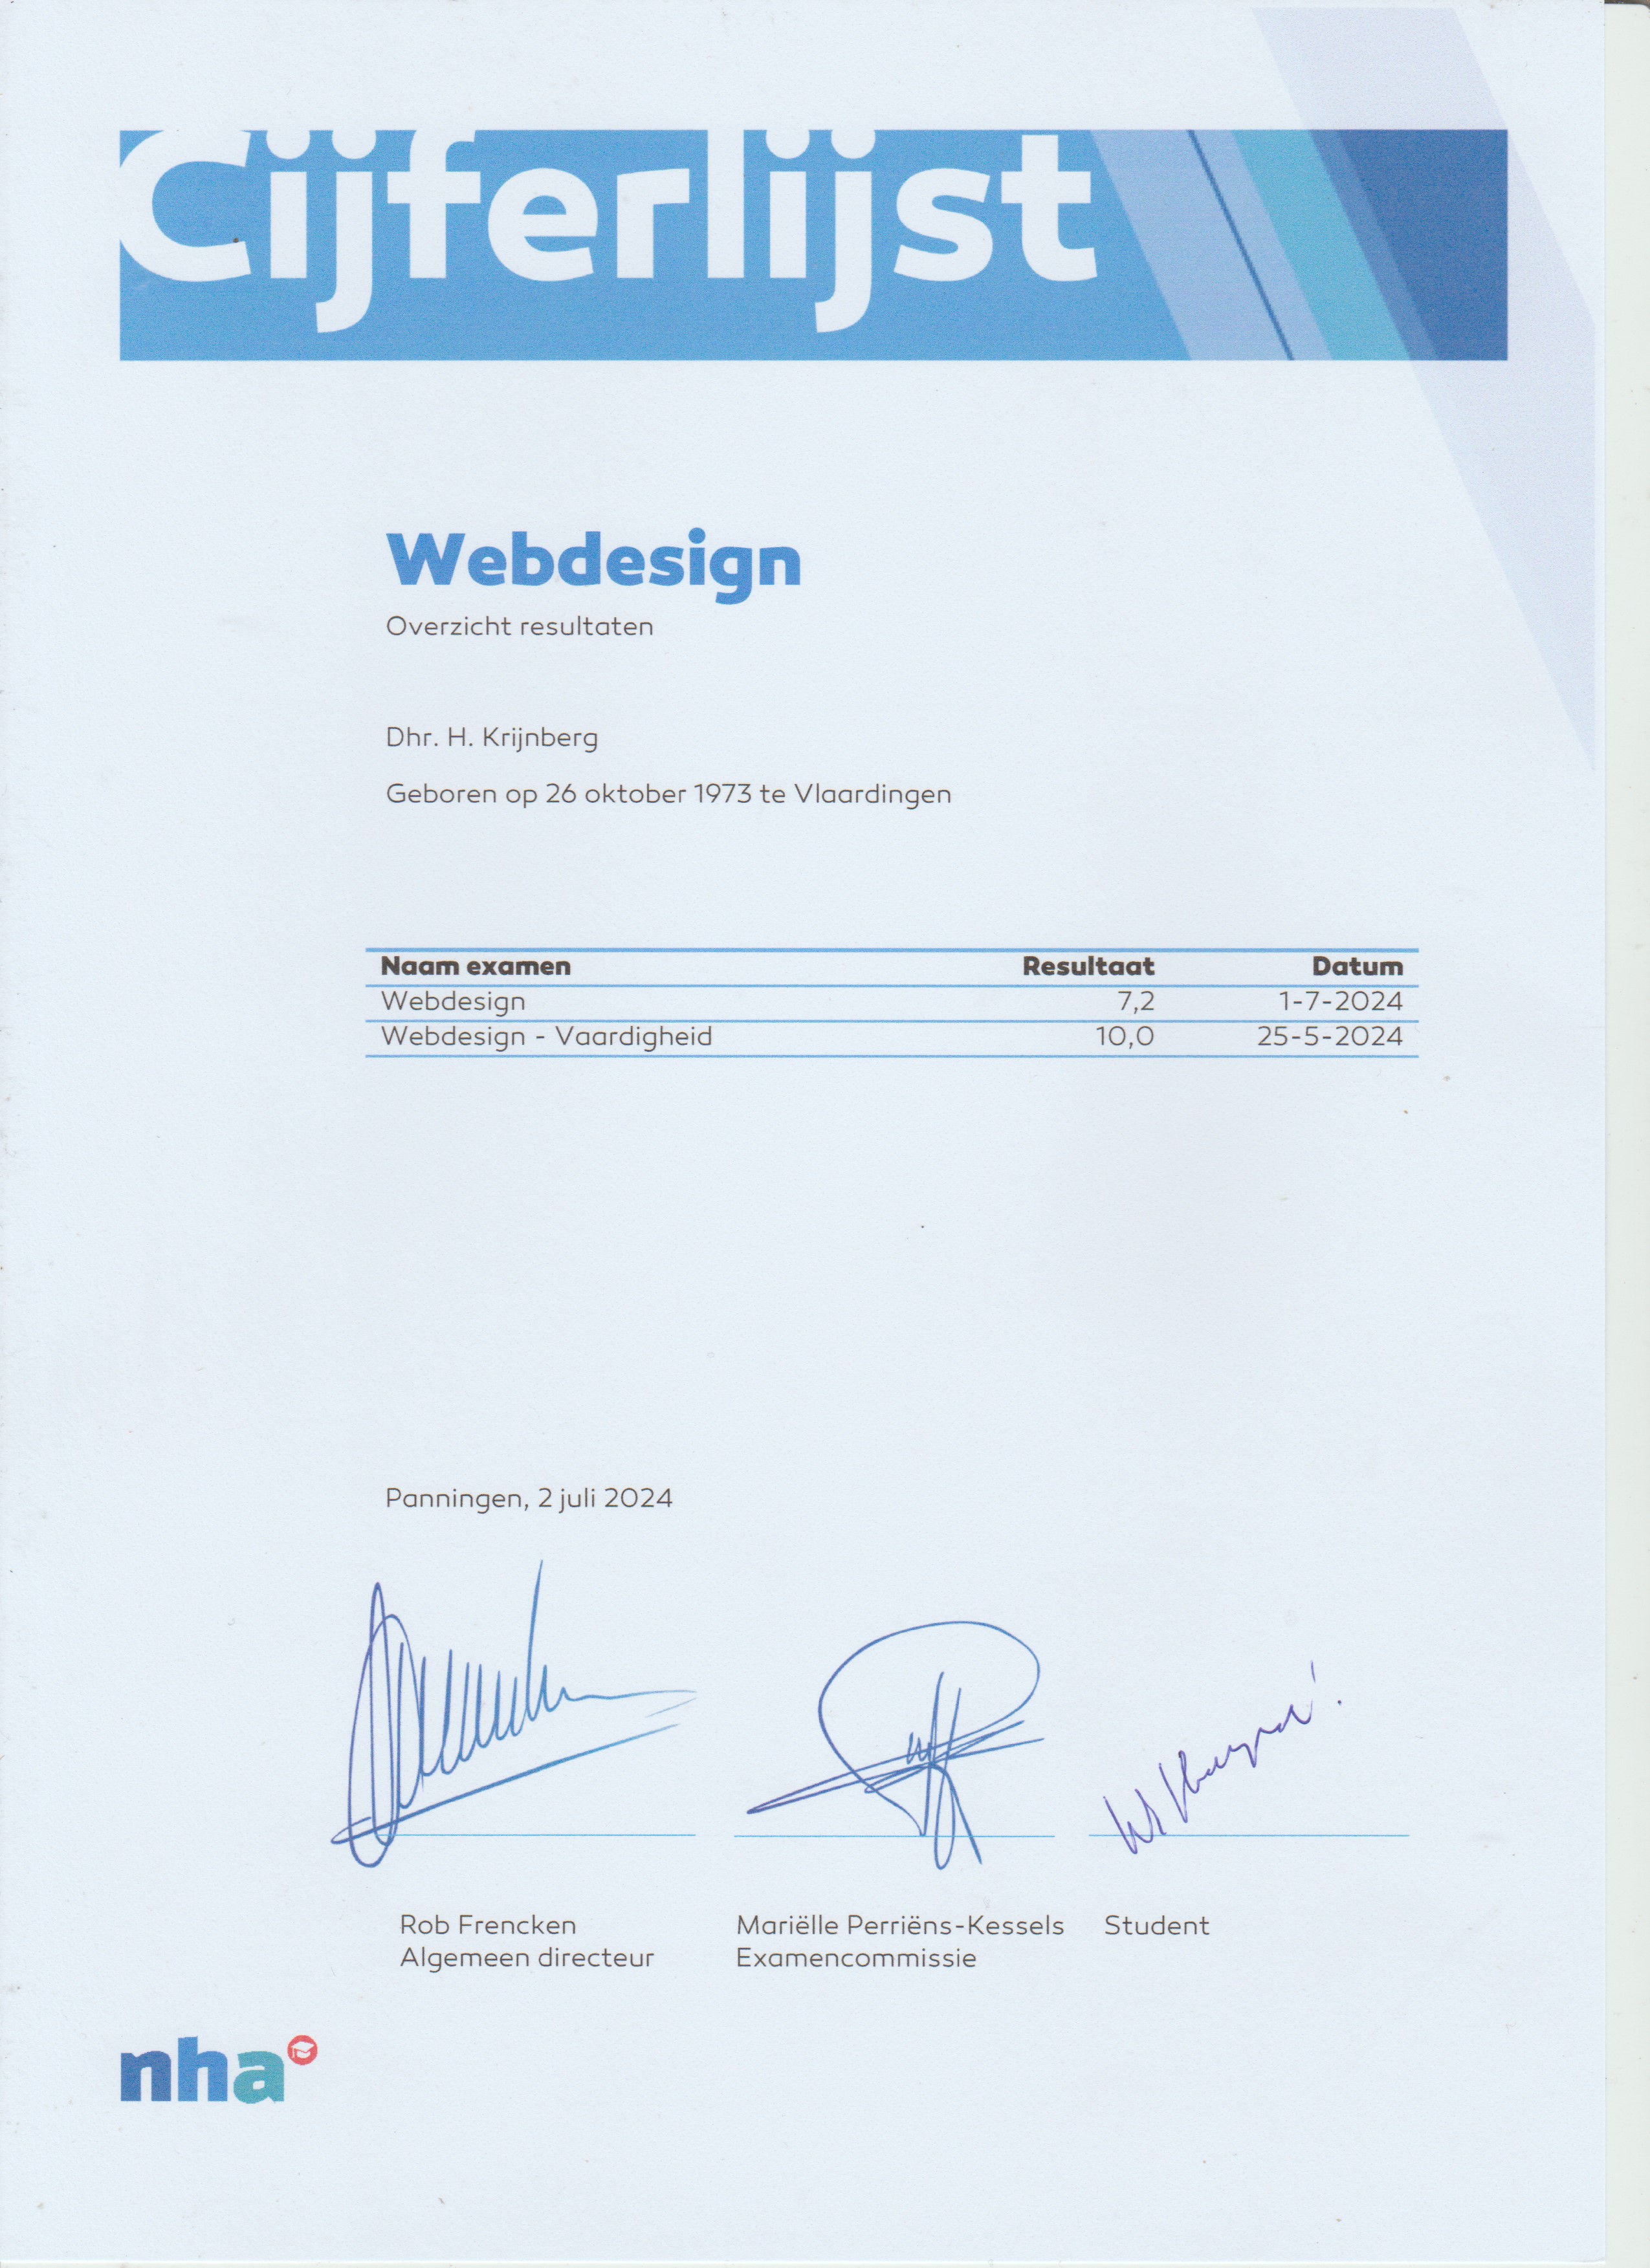 Cijferlijst
Webdesign
Overzicht resultaten
Dhr. H. Krijnberg
Geboren op 26 oktober 1973 te Vlaardingen
Naam examen Resultaat Datum
Webdesign 7,2 1-7-2024
Webdesign - Vaardigheid 10,0 25-5-2024
Panningen, 2 juli 2024
Rob Frencken Mariëlle Perriëns-Kessels Student
Algemeen directeur Examencommissie
nha